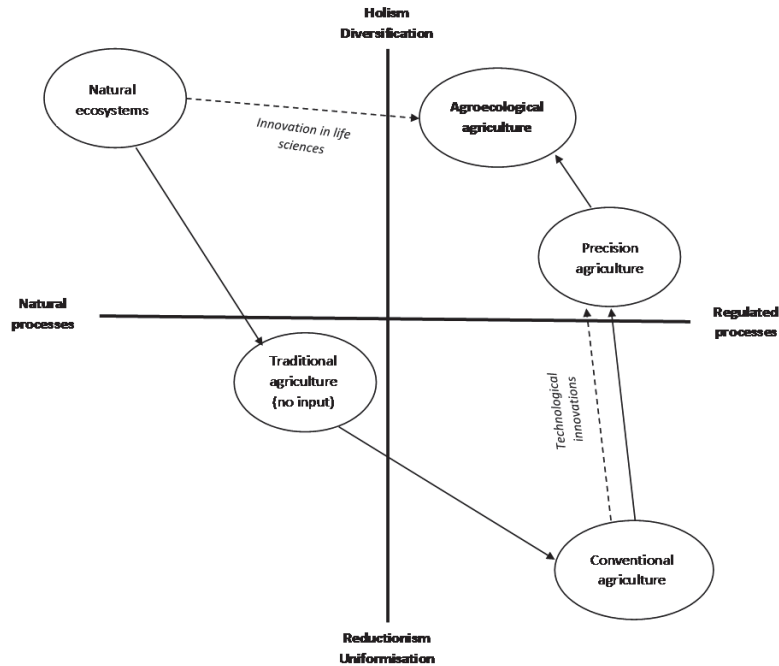 Holism
Diversification
Natural
ecosystems
Agroecological
agriculture
Innovation in life
sciences
Precision
agriculture
Natural
processes
Regulated
processes
Traditional
agriculture
(no input)
Technological
innovations
Conventional
agriculture
Reductionism
Uniformisation